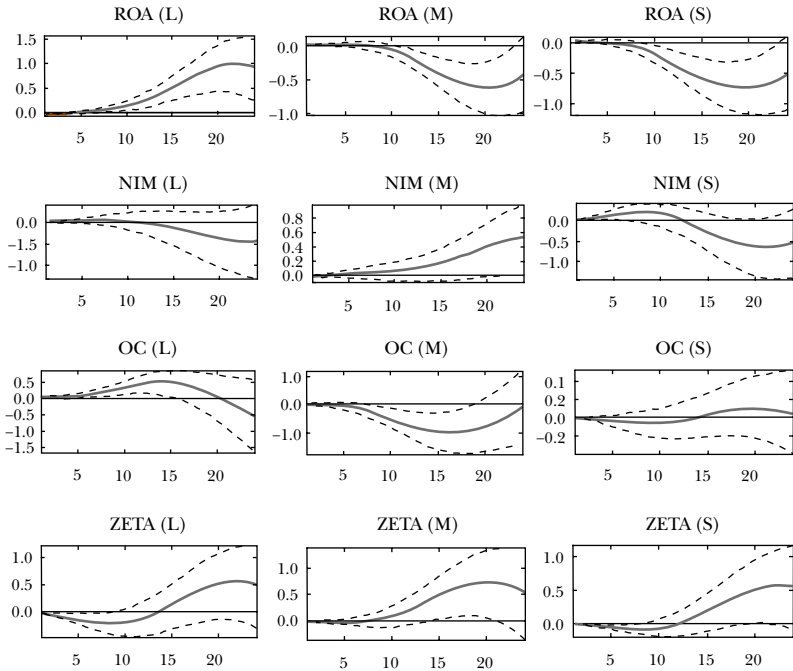 ROA (L) ROA (M) ROA (S)
1.5 1.0 0.5 0.0
0.0 −0.5 −1.0
0.0 −0.5 −1.0
5 10 15 20 5 10 15 20 5 10 15 20
NIM (L) NIM (M) NIM (S)
0.0 −1.5 −1.0
0.8 0.6 0.4 0.2 0.0
0.5 0.0 −0.5 −1.0
5 10 15 20 5 10 15 20 5 10 15 20
OC (L) OC (M) OC (S)
0.5 0.0 −0.5 −1.0 −1.5
1.0 0.0 −1.0
0.1 0.2 0.0 −0.2
5 10 15 20 5 10 15 20 5 10 15 20
ZETA (L) ZETA (M) ZETA (S)
1.0 0.5 0.0
1.0 0.5 0.0
1.0 0.5 0.0
5 10 15 20 5 10 15 20 5 10 15 20